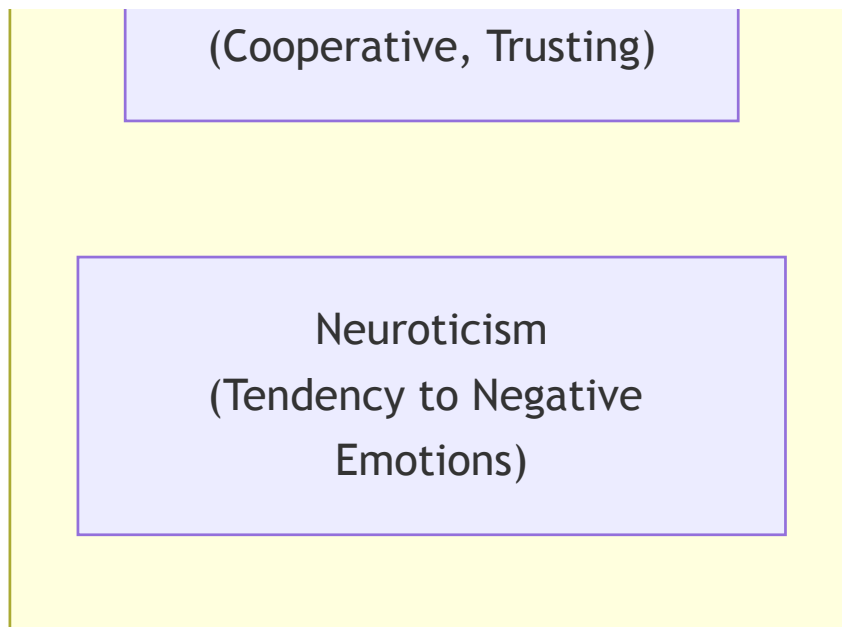 (Cooperative, Trusting)
Neuroticism
(Tendency to Negative
Emotions)